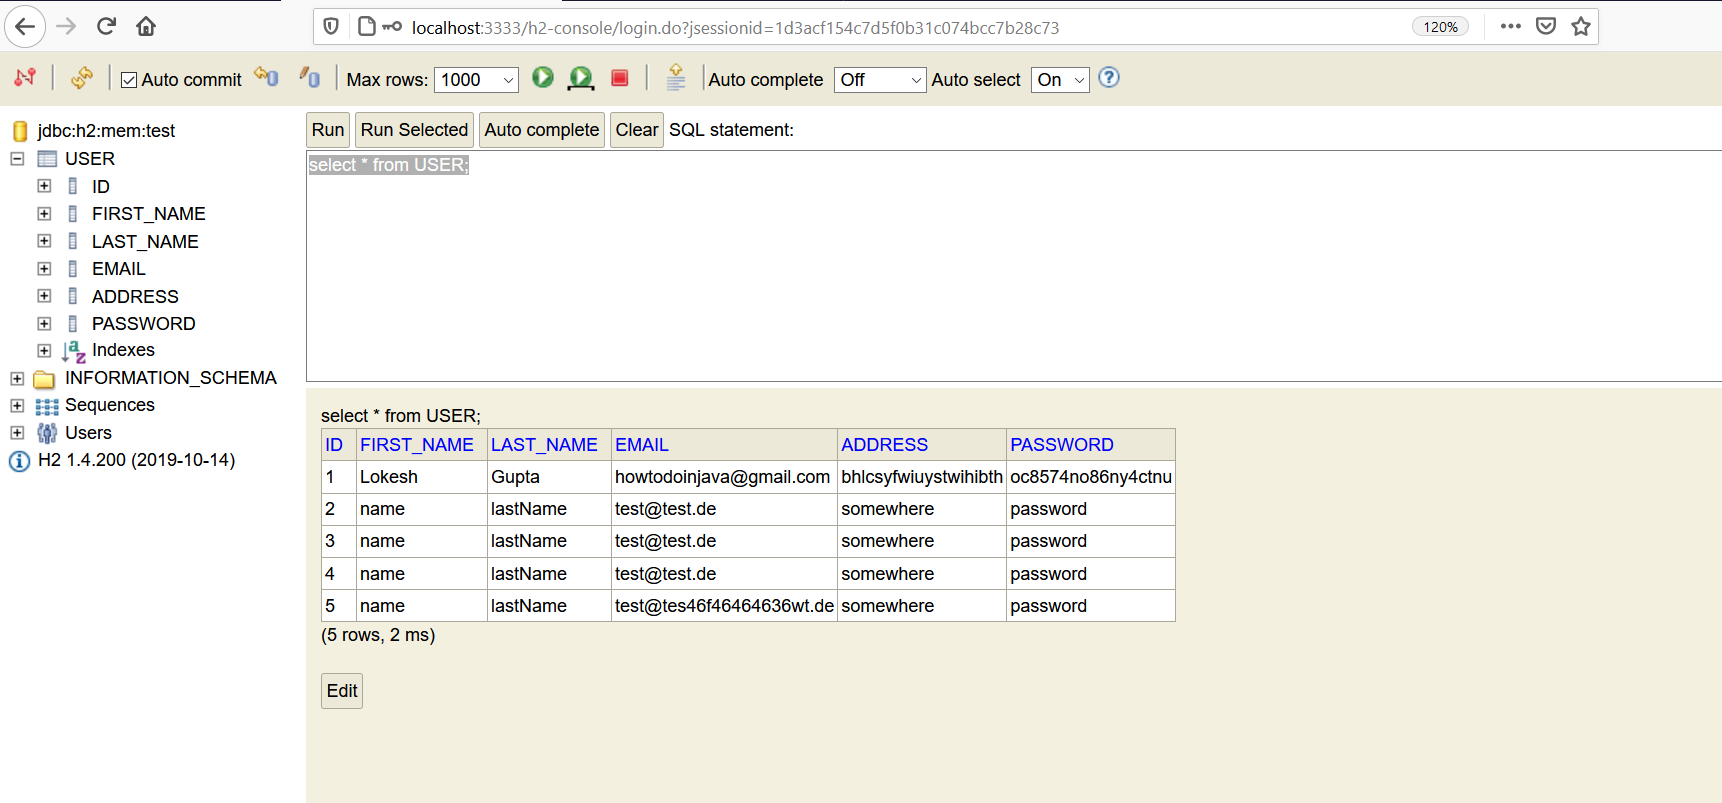 localhost:3333/h2-console/login.do?jsessionid=1d3acf154c7d5f0b31c074bcc7b28c73 120%
Auto commit Max rows: 1000 Auto complete Off Auto select On ?
jdbc:h2:mem:test
USER
ID
FIRST_NAME
LAST_NAME
EMAIL
ADDRESS
PASSWORD
Indexes
INFORMATION_SCHEMA
Sequences
Users
H2 1.4.200 (2019-10-14)
Run Run Selected Auto complete Clear SQL statement:
select * from USER;
select * from USER;
ID FIRST_NAME LAST_NAME EMAIL ADDRESS PASSWORD
1 Lokesh Gupta howtodoinjava@gmail.com bhlcsyfwiuystwihibth oc8574no86ny4ctnu
2 name lastName test@test.de somewhere password
3 name lastName test@test.de somewhere password
4 name lastName test@test.de somewhere password
5 name lastName test@tes46f46464636wt.de somewhere password
(5 rows, 2 ms)
Edit